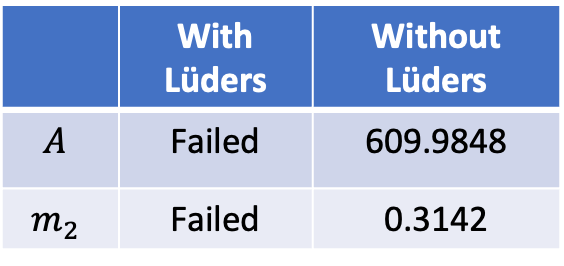 With Lüders
Without Lüders
A Failed 609.9848
m₂ Failed 0.3142